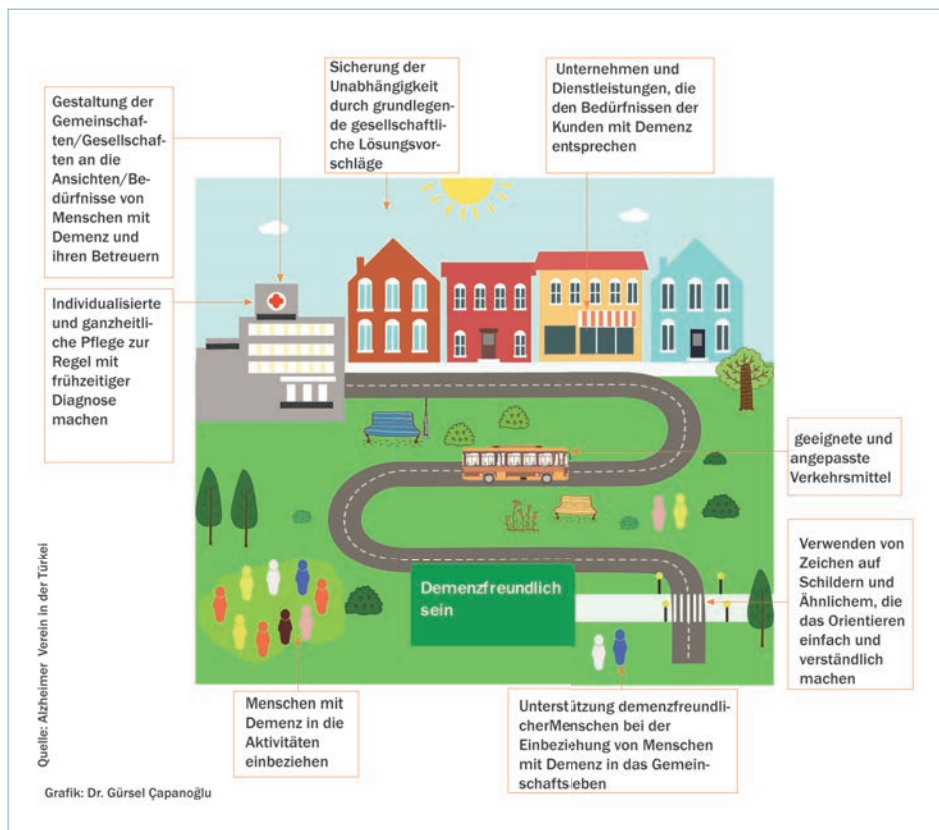 Gestaltung der
Gemeinschaf-
ten/Gesellschaf-
ten an die
Ansichten/Be-
dürfnisse von
Menschen mit
Demenz und
ihren Betreuern
Sicherung der
Unabhängigkeit
durch grundlegen-
de gesellschaft-
liche Lösungsvor-
schläge
Unternehmen und
Dienstleistungen, die
den Bedürfnissen der
Kunden mit Demenz
entsprechen
Individualisierte
und ganzheitli-
che Pflege zur
Regel mit
frühzeitiger
Diagnose
machen
geeignete und
angepasste
Verkehrsmittel
Verwenden von
Zeichen auf
Schildern und
Ähnlichem, die
das Orientieren
einfach und
verständlich
machen
Demenzfreundlich
sein
Menschen mit
Demenz in die
Aktivitäten
einbeziehen
Unterstützung demenzfreundli-
cherMenschen bei der
Einbeziehung von Menschen
mit Demenz in das Gemein-
schaftsleben
Quelle: Alzheimer Verein in der Türkei
Grafik: Dr. Gürsel Çapanoğlu